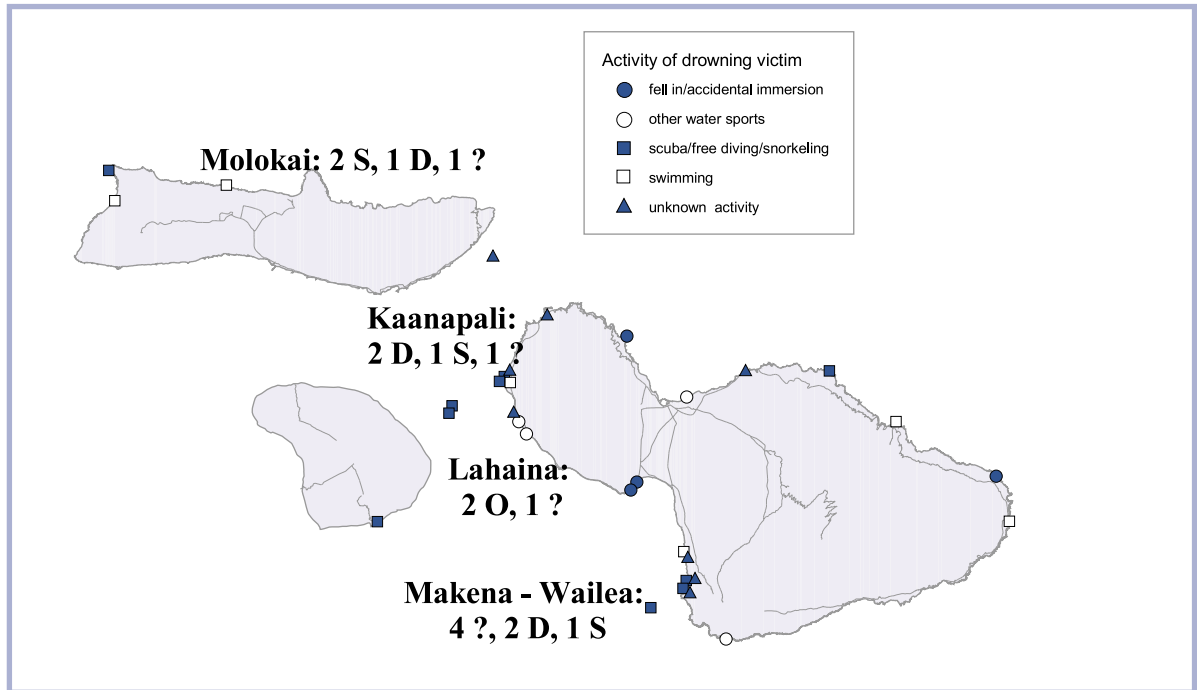 Activity of drowning victim
fell in/accidental immersion
other water sports
scuba/free diving/snorkeling
swimming
unknown activity
Molokai: 2 S, 1 D, 1 ?
Kaanapali:
2 D, 1 S, 1 ?
Lahaina:
2 O, 1 ?
Makena - Wailea:
4 ?, 2 D, 1 S